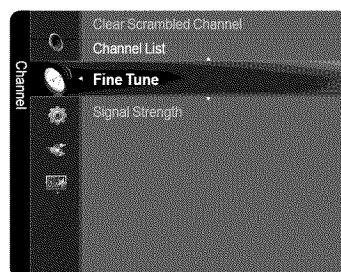 Channel
Clear Scrambled Channel
Channel List
Fine Tune
Signal Strength